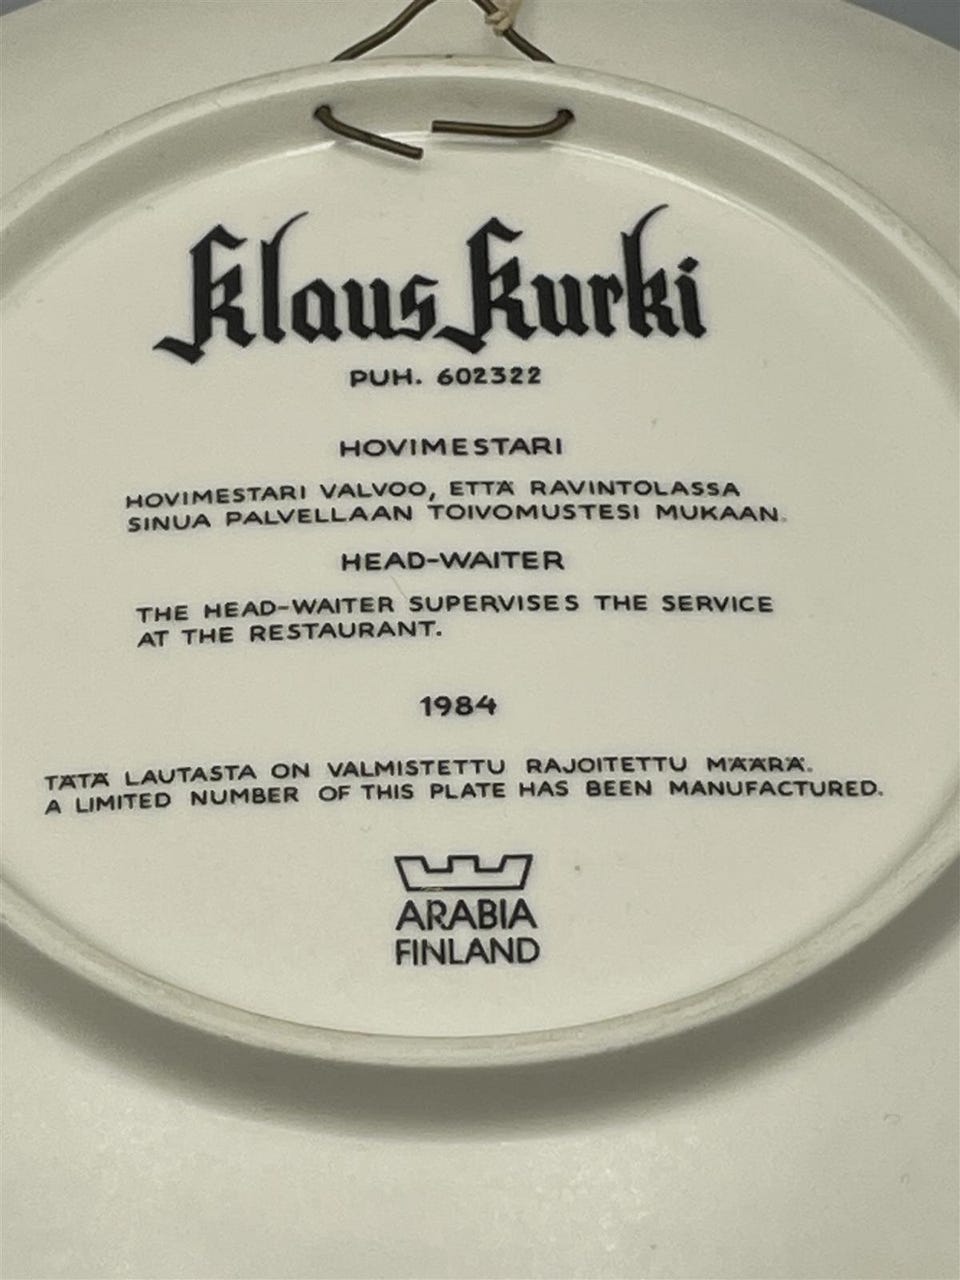 Klaus Kurki
PUH. 602322
HOVIMESTARI
HOVIMESTARI VALVOO, ETTÄ RAVINTOLASSA
SINUA PALVELLAAN TOIVOMUSTESI MUKAAN.
HEAD-WAITER
THE HEAD-WAITER SUPERVISES THE SERVICE
AT THE RESTAURANT.
1984
TÄTÄ LAUTASTA ON VALMISTETTU RAJOITETTU MÄÄRÄ.
A LIMITED NUMBER OF THIS PLATE HAS BEEN MANUFACTURED.
ARABIA
FINLAND